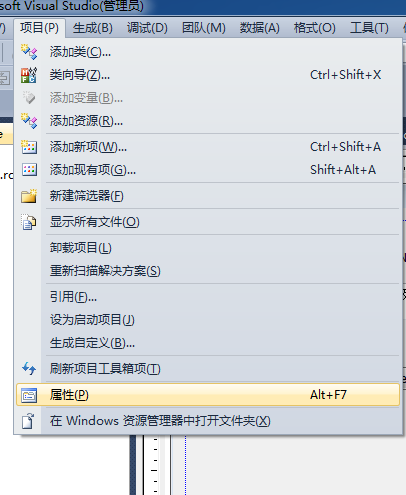 soft Visual Studio(管理员)
项目(P) 生成(B) 调试(D) 团队(M) 数据(A) 格式(O) 工具(T)
添加类(C)...
类向导(Z)... Ctrl+Shift+X
添加变量(B)...
添加资源(R)...
添加新项(W)... Ctrl+Shift+A
添加现有项(G)... Shift+Alt+A
新建筛选器(F)
显示所有文件(O)
卸载项目(L)
重新扫描解决方案(S)
引用(F)...
设为启动项目(J)
生成自定义(B)...
刷新项目工具箱项(T)
属性(P) Alt+F7
在 Windows 资源管理器中打开文件夹(X)